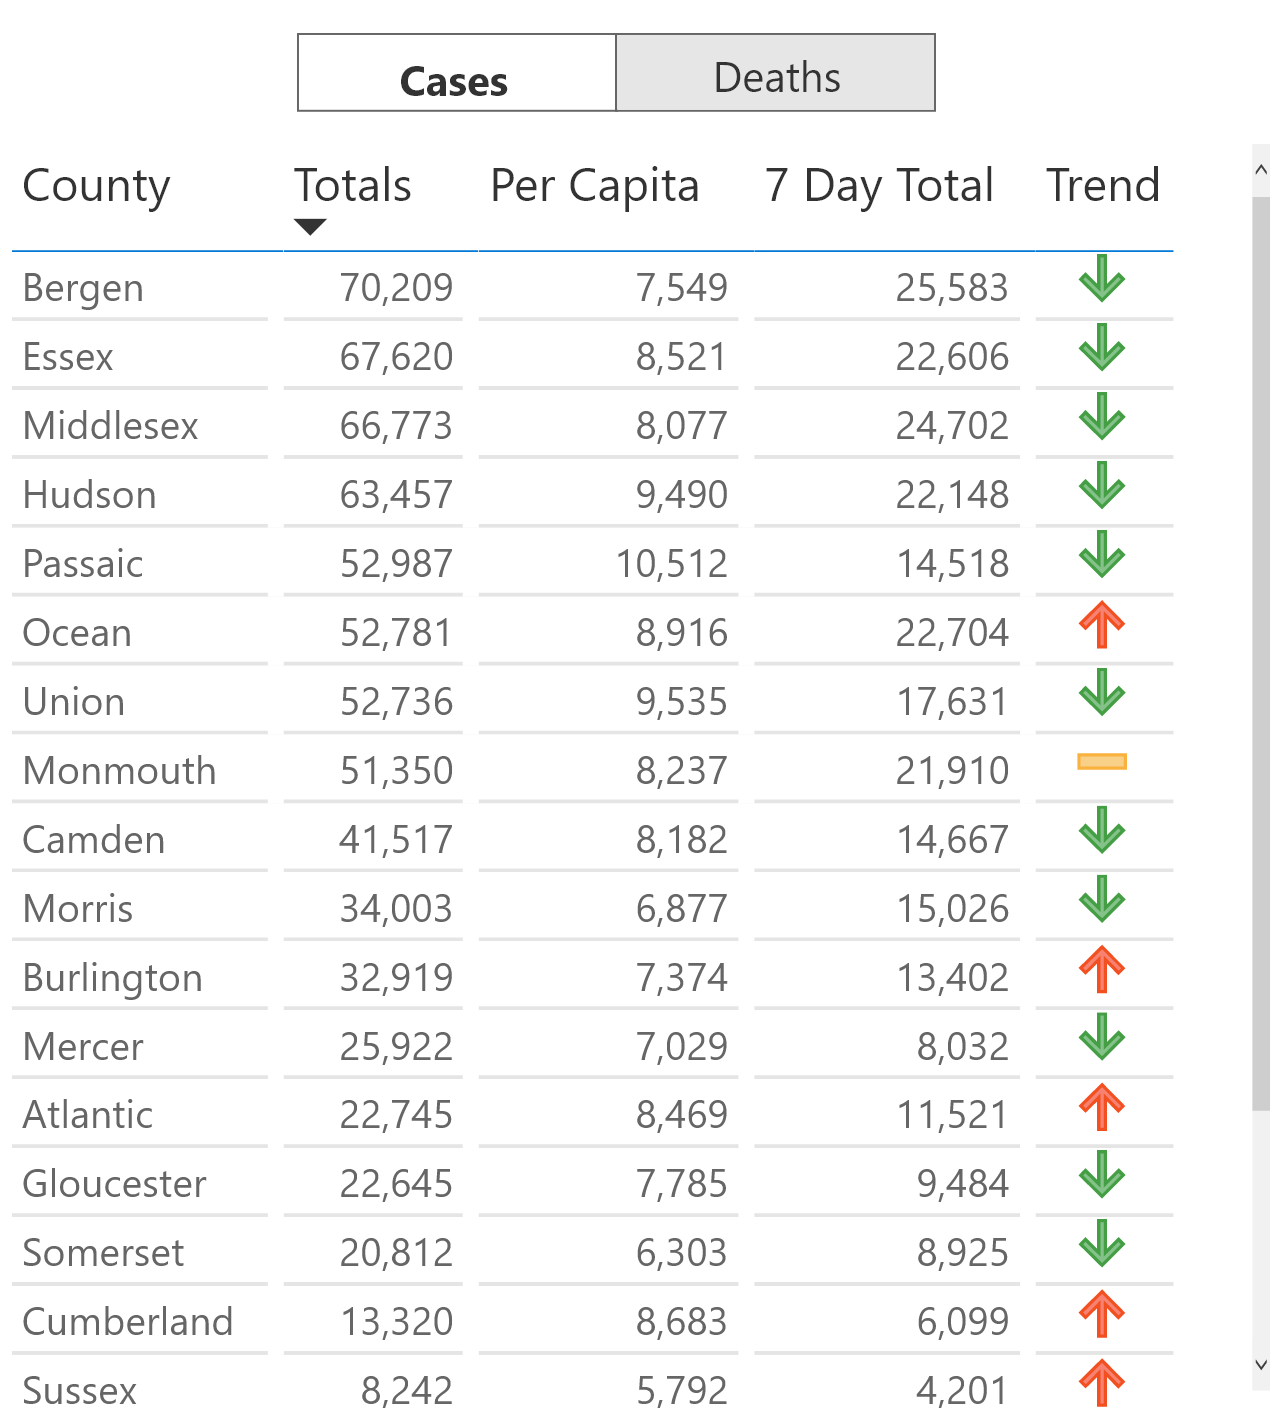 Cases Deaths
County Totals Per Capita 7 Day Total Trend
Bergen 70,209 7,549 25,583
Essex 67,620 8,521 22,606
Middlesex 66,773 8,077 24,702
Hudson 63,457 9,490 22,148
Passaic 52,987 10,512 14,518
Ocean 52,781 8,916 22,704
Union 52,736 9,535 17,631
Monmouth 51,350 8,237 21,910
Camden 41,517 8,182 14,667
Morris 34,003 6,877 15,026
Burlington 32,919 7,374 13,402
Mercer 25,922 7,029 8,032
Atlantic 22,745 8,469 11,521
Gloucester 22,645 7,785 9,484
Somerset 20,812 6,303 8,925
Cumberland 13,320 8,683 6,099
Sussex 8,242 5,792 4,201